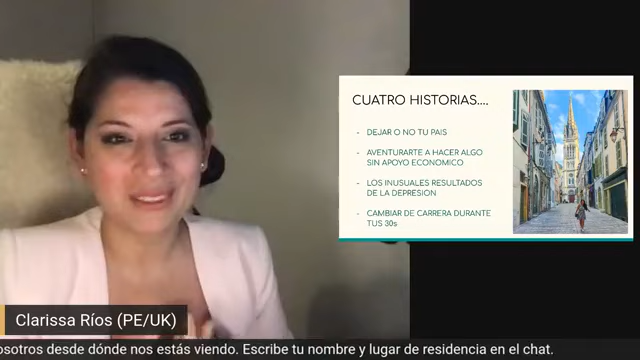 CUATRO HISTORIAS....
- DEJAR O NO TU PAIS
- AVENTURARTE A HACER ALGO
SIN APOYO ECONOMICO
- LOS INUSUALES RESULTADOS
DE LA DEPRESION
- CAMBIAR DE CARRERA DURANTE
TUS 30s
Clarissa Ríos (PE/UK)
osotros desde dónde nos estás viendo. Escribe tu nombre y lugar de residencia en el chat.